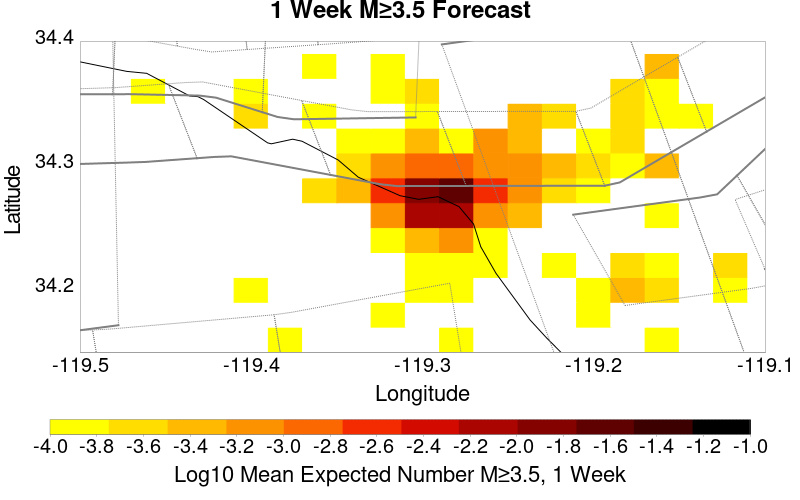 1 Week M≥3.5 Forecast
34.4
34.3
34.2
Latitude
-119.5 -119.4 -119.3 -119.2 -119.1
Longitude
-4.0 -3.8 -3.6 -3.4 -3.2 -3.0 -2.8 -2.6 -2.4 -2.2 -2.0 -1.8 -1.6 -1.4 -1.2 -1.0
Log10 Mean Expected Number M≥3.5, 1 Week